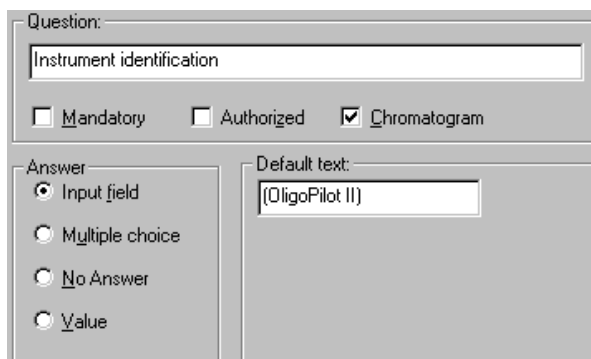 Question:
Instrument identification
Mandatory Authorized Chromatogram
Answer
Input field
Multiple choice
No Answer
Value
Default text:
(OligoPilot II)